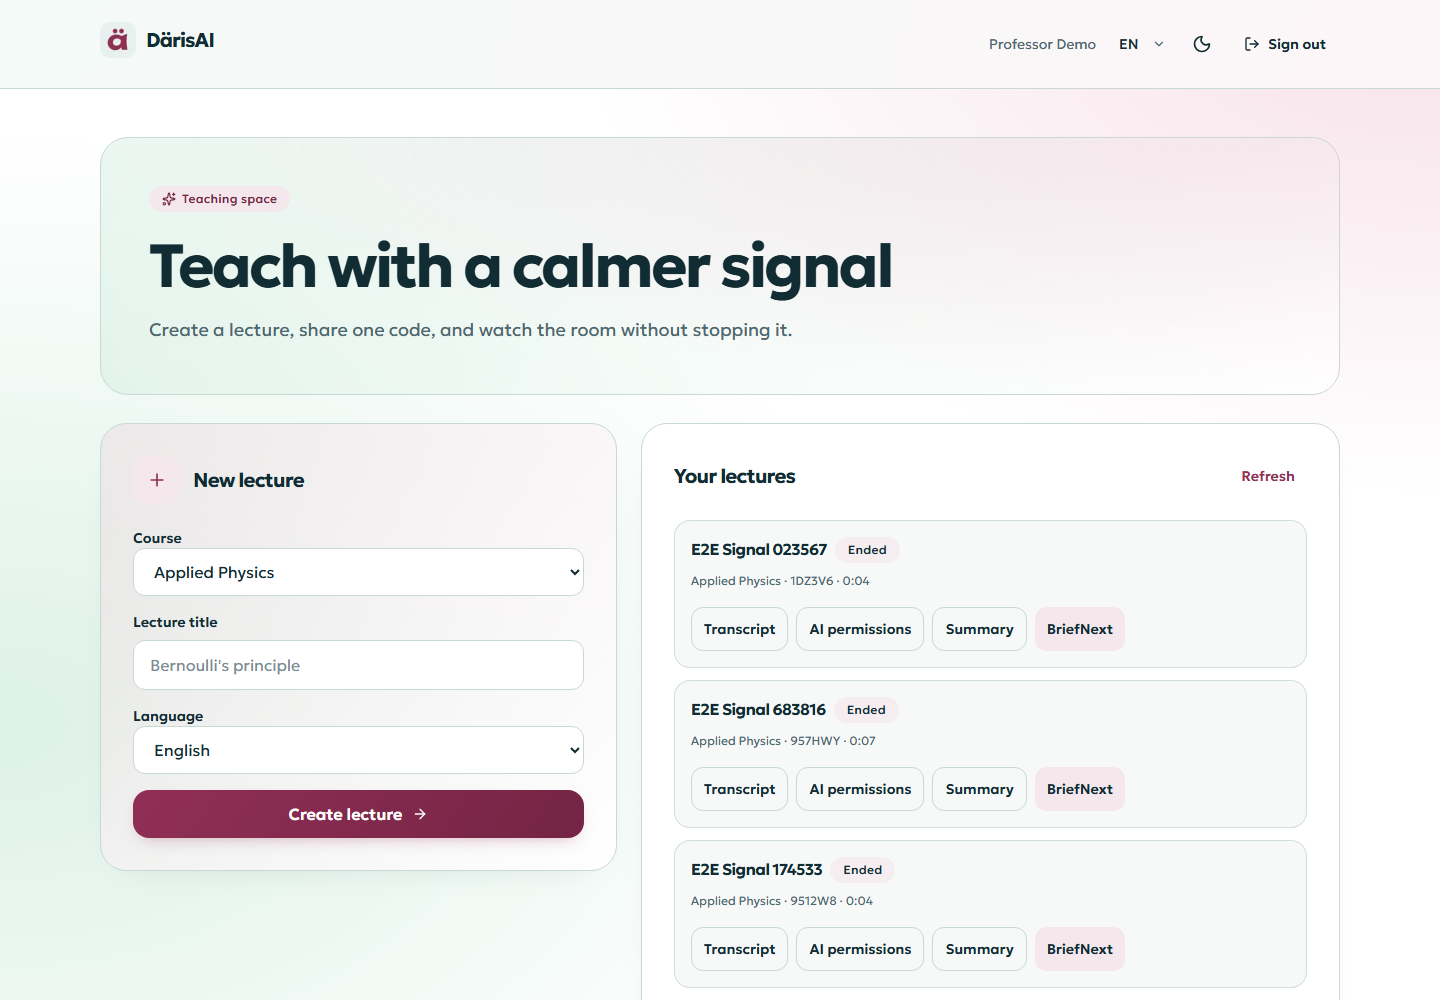 ä DärisAI
Professor Demo EN Sign out
Teaching space
Teach with a calmer signal
Create a lecture, share one code, and watch the room without stopping it.
New lecture
Course
Applied Physics
Lecture title
Bernoulli's principle
Language
English
Create lecture →
Your lectures Refresh
E2E Signal 023567 Ended
Applied Physics · 1DZ3V6 · 0:04
Transcript AI permissions Summary BriefNext
E2E Signal 683816 Ended
Applied Physics · 957HWY · 0:07
Transcript AI permissions Summary BriefNext
E2E Signal 174533 Ended
Applied Physics · 9512W8 · 0:04
Transcript AI permissions Summary BriefNext